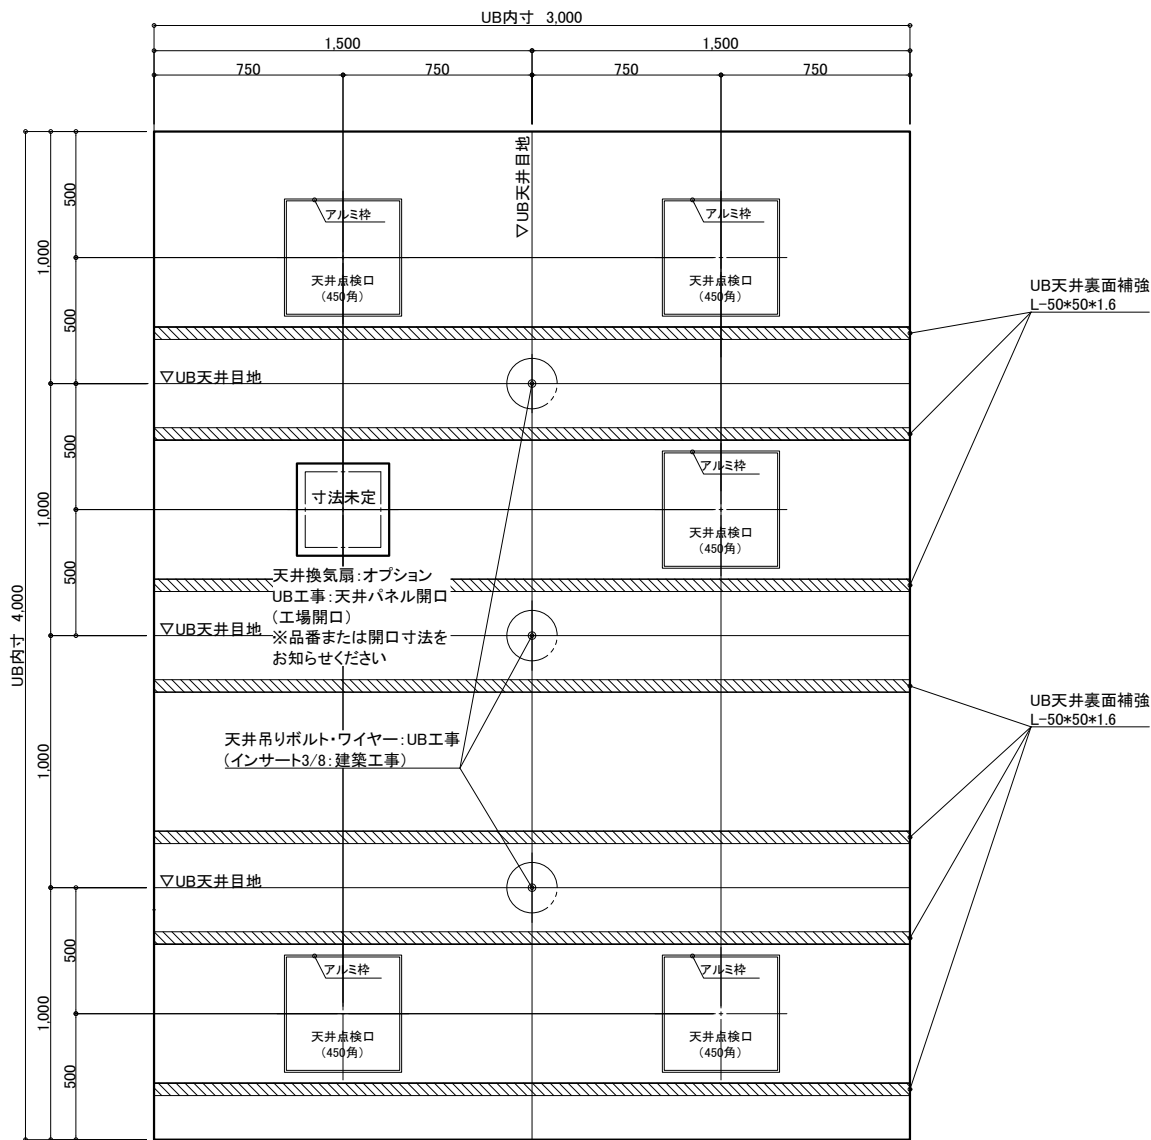 UB内寸 3,000
1,500
1,500
750
750
750
750
UB内寸 4,000
1,000
1,000
1,000
1,000
500
500
500
500
500
500
▽UB天井目地
アルミ枠
天井点検口
(450角)
アルミ枠
天井点検口
(450角)
UB天井裏面補強
L-50*50*1.6
▽UB天井目地
寸法未定
アルミ枠
天井点検口
(450角)
天井換気扇:オプション
UB工事:天井パネル開口
(工場開口)
※品番または開口寸法を
お知らせください
▽UB天井目地
UB天井裏面補強
L-50*50*1.6
天井吊りボルト・ワイヤー:UB工事
(インサート3/8:建築工事)
▽UB天井目地
アルミ枠
天井点検口
(450角)
アルミ枠
天井点検口
(450角)